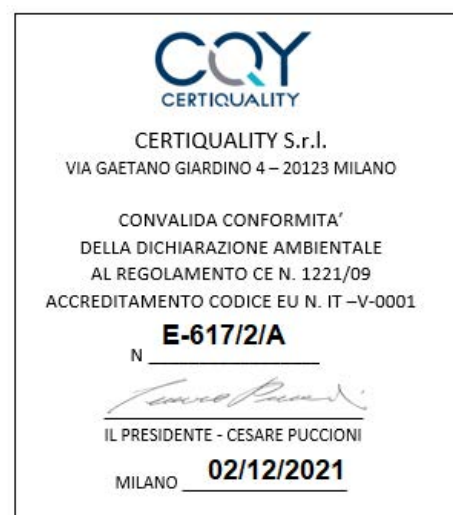 CQY
CERTIQUALITY
CERTIQUALITY S.r.l.
VIA GAETANO GIARDINO 4 – 20123 MILANO
CONVALIDA CONFORMITA’
DELLA DICHIARAZIONE AMBIENTALE
AL REGOLAMENTO CE N. 1221/09
ACCREDITAMENTO CODICE EU N. IT –V-0001
N E-617/2/A
IL PRESIDENTE - CESARE PUCCIONI
MILANO 02/12/2021